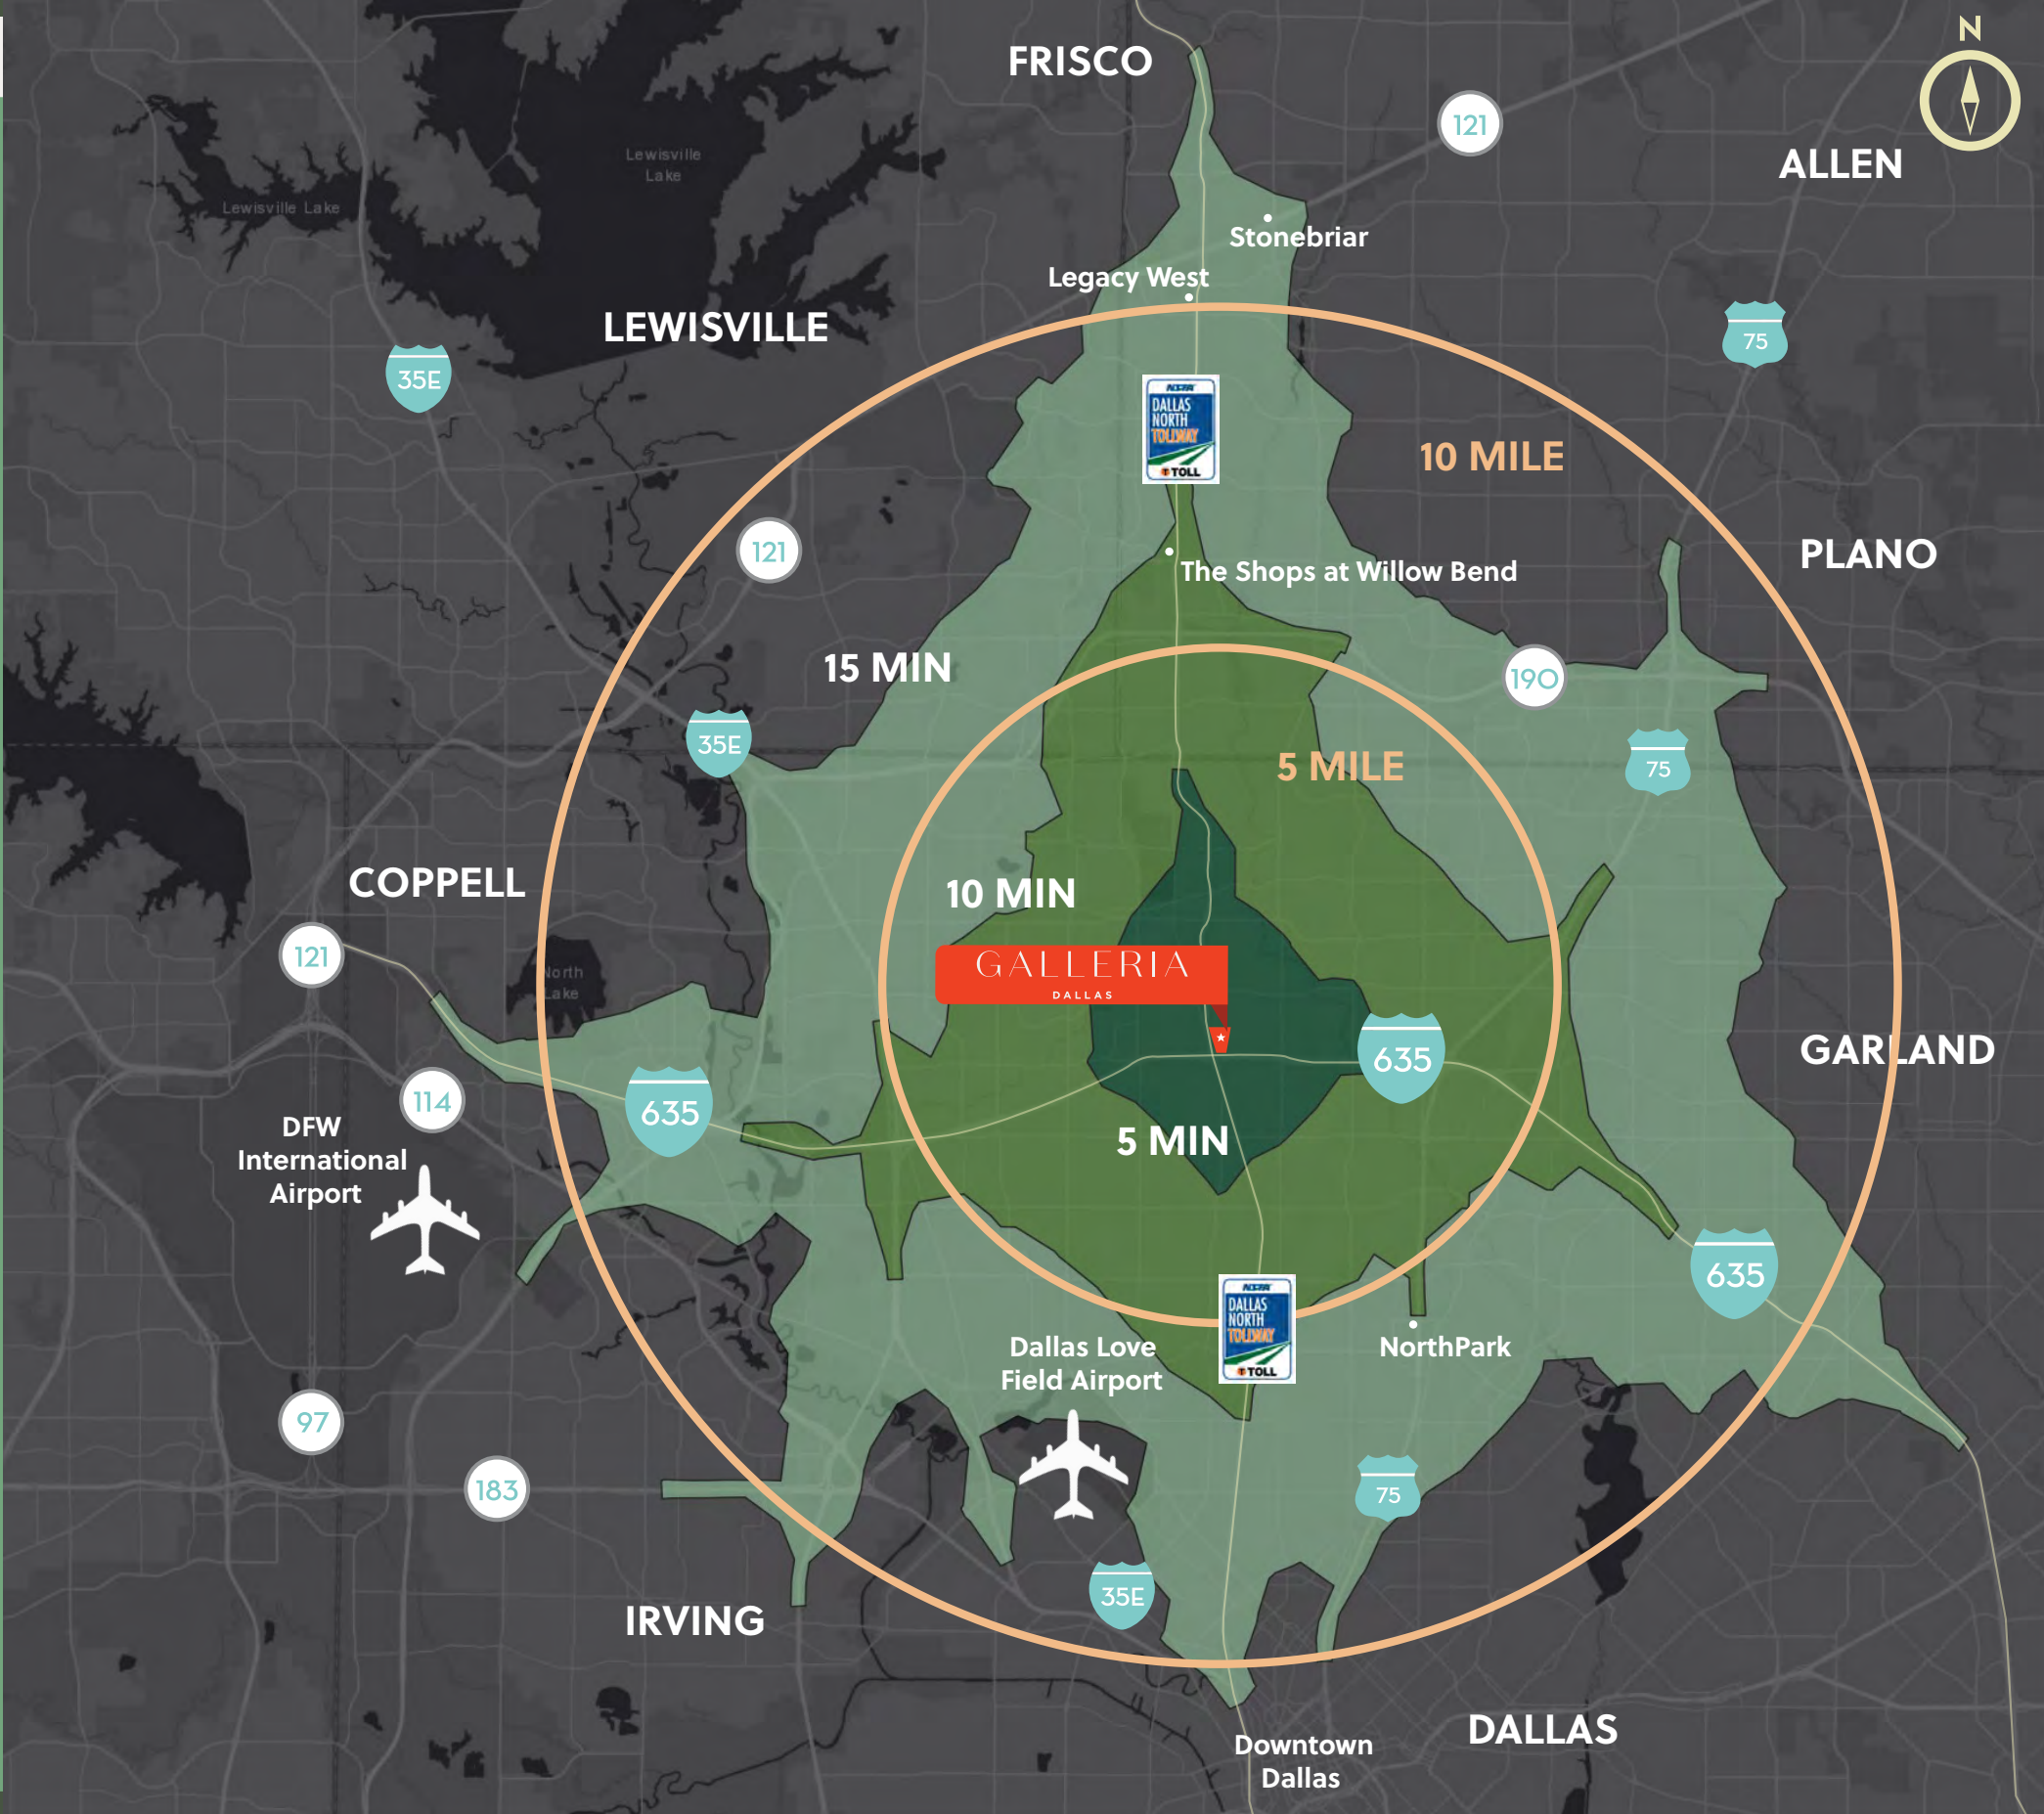 N
FRISCO
121
ALLEN
Lewisville
Lake
Lewisville Lake
Stonebriar
Legacy West
LEWISVILLE
75
35E
NTTA
DALLAS
NORTH
TOLLWAY
TOLL
10 MILE
121
PLANO
The Shops at Willow Bend
15 MIN
190
35E
5 MILE
75
COPPELL
10 MIN
121
GALLERIA
DALLAS
North
Lake
635
GARLAND
114
635
DFW
International
Airport
5 MIN
635
NTTA
DALLAS
NORTH
TOLLWAY
TOLL
Dallas Love
Field Airport
NorthPark
97
183
75
35E
IRVING
DALLAS
Downtown
Dallas